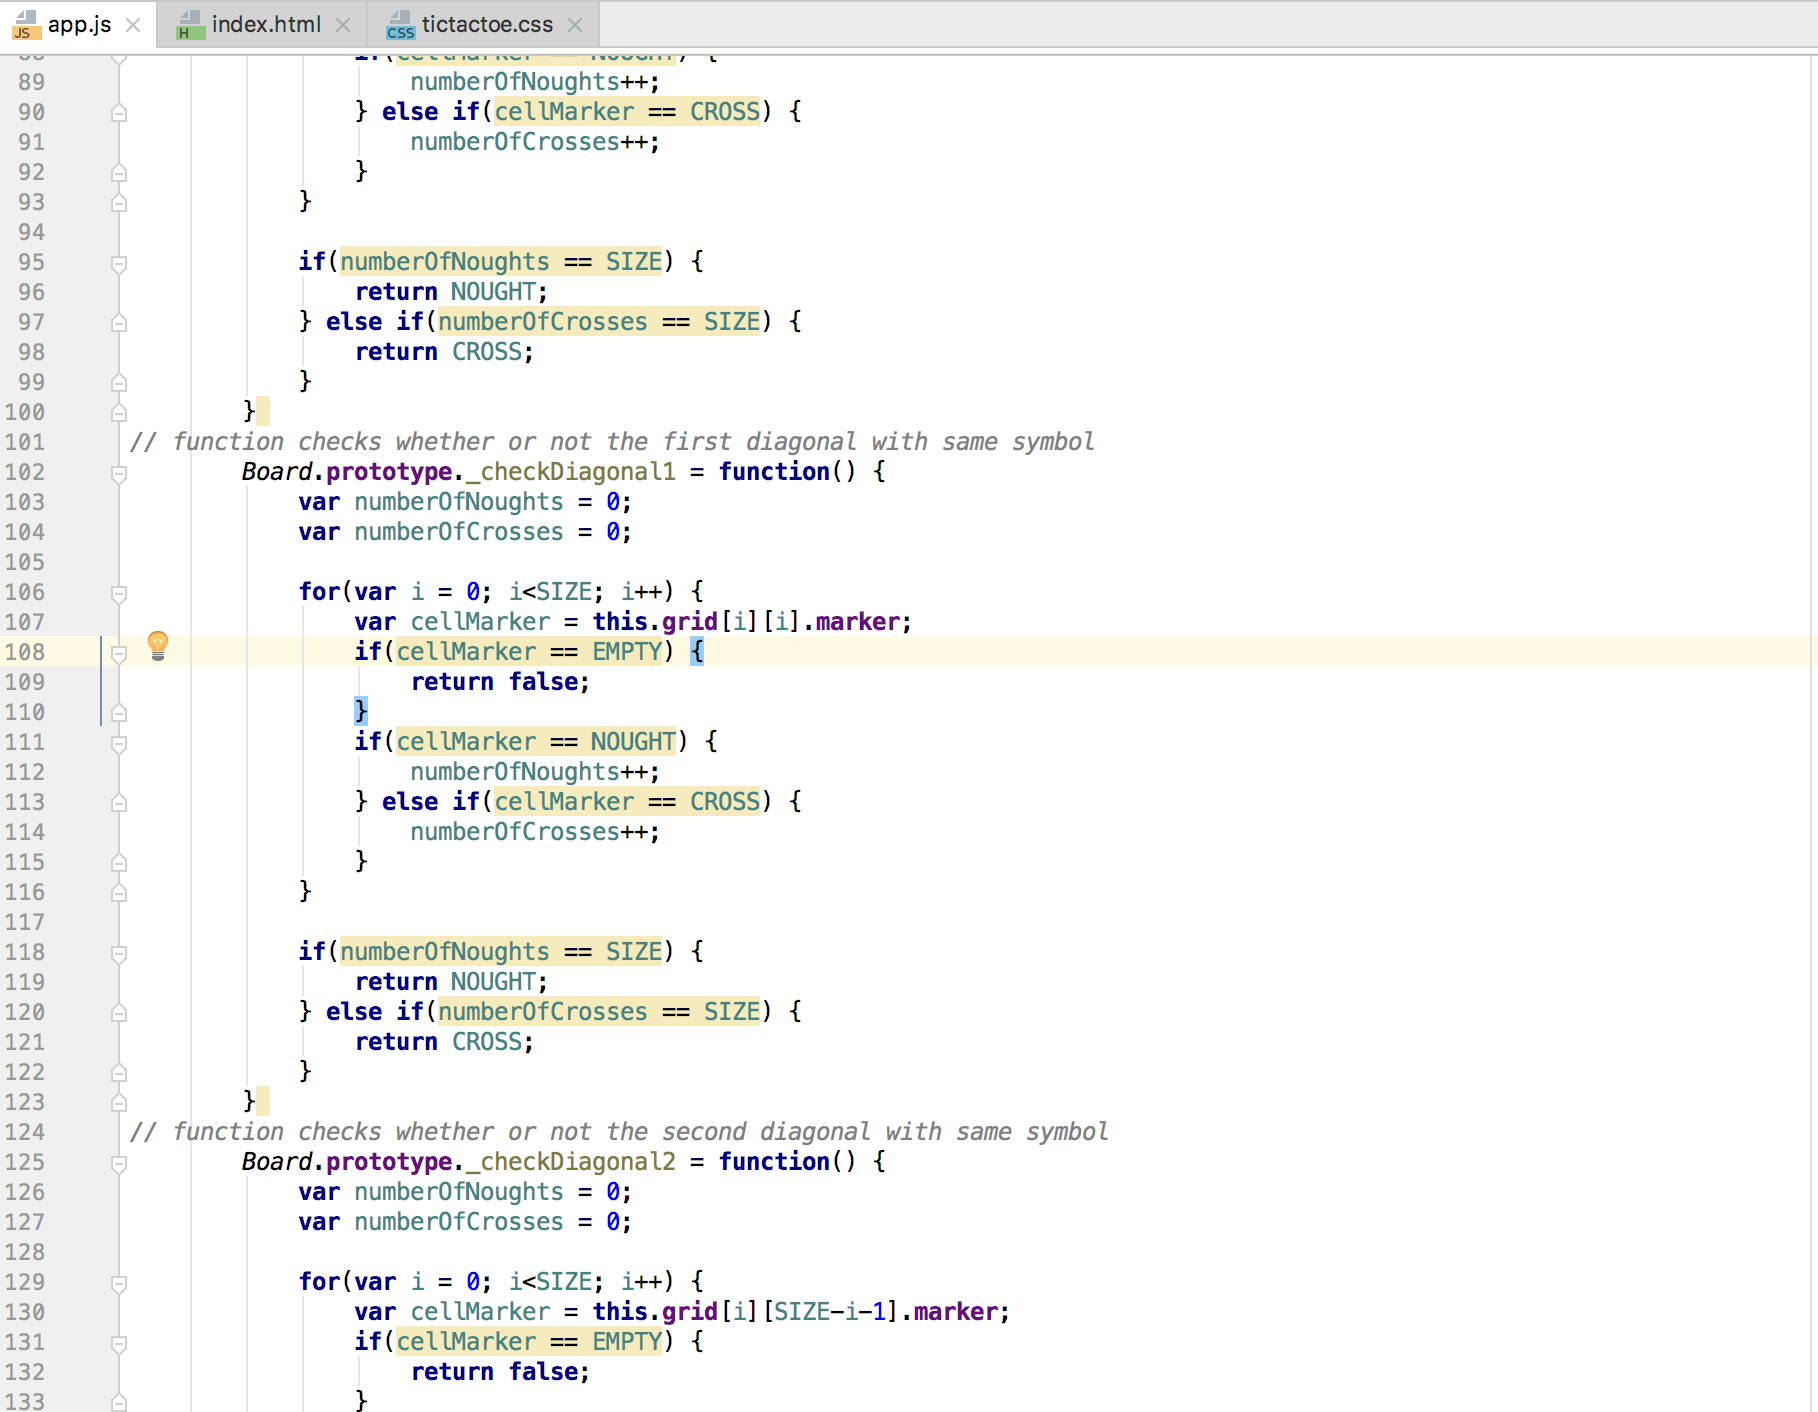 JS app.js × H index.html × CSS tictactoe.css ×
88 if(cellMarker == NOUGHT) {
89 numberOfNoughts++;
90 } else if(cellMarker == CROSS) {
91 numberOfCrosses++;
92 }
93 }
94
95 if(numberOfNoughts == SIZE) {
96 return NOUGHT;
97 } else if(numberOfCrosses == SIZE) {
98 return CROSS;
99 }
100 }
101 // function checks whether or not the first diagonal with same symbol
102 Board.prototype._checkDiagonal1 = function() {
103 var numberOfNoughts = 0;
104 var numberOfCrosses = 0;
105
106 for(var i = 0; i<SIZE; i++) {
107 var cellMarker = this.grid[i][i].marker;
108 if(cellMarker == EMPTY) {
109 return false;
110 }
111 if(cellMarker == NOUGHT) {
112 numberOfNoughts++;
113 } else if(cellMarker == CROSS) {
114 numberOfCrosses++;
115 }
116 }
117
118 if(numberOfNoughts == SIZE) {
119 return NOUGHT;
120 } else if(numberOfCrosses == SIZE) {
121 return CROSS;
122 }
123 }
124 // function checks whether or not the second diagonal with same symbol
125 Board.prototype._checkDiagonal2 = function() {
126 var numberOfNoughts = 0;
127 var numberOfCrosses = 0;
128
129 for(var i = 0; i<SIZE; i++) {
130 var cellMarker = this.grid[i][SIZE-i-1].marker;
131 if(cellMarker == EMPTY) {
132 return false;
133 }